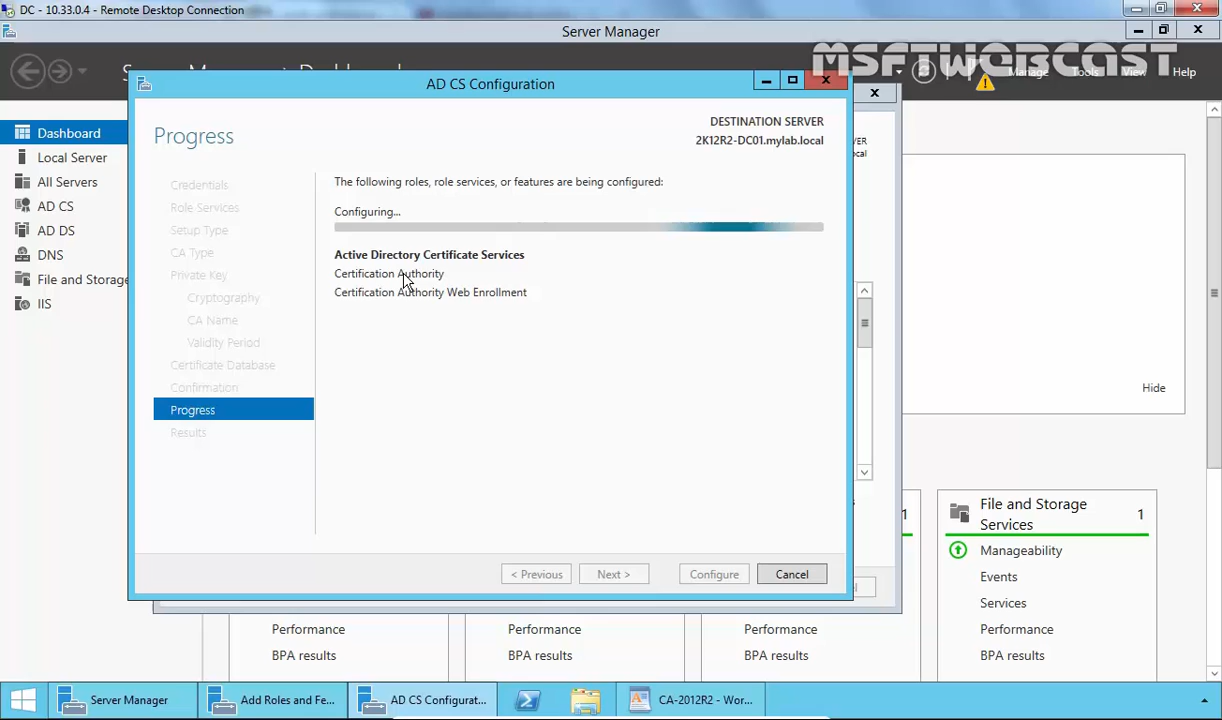 DC - 10.33.0.4 - Remote Desktop Connection
Server Manager
MSFTWEBCAST
Manage Tools View Help
AD CS Configuration
Dashboard
Local Server
All Servers
AD CS
AD DS
DNS
File and Storage
IIS
Progress
DESTINATION SERVER
2K12R2-DC01.mylab.local
Credentials
Role Services
Setup Type
CA Type
Private Key
Cryptography
CA Name
Validity Period
Certificate Database
Confirmation
Progress
Results
The following roles, role services, or features are being configured:
Configuring...
Active Directory Certificate Services
Certification Authority
Certification Authority Web Enrollment
< Previous
Next >
Configure
Cancel
Hide
1
File and Storage Services 1
Manageability
Events
Services
Performance
BPA results
Performance
BPA results
Performance
BPA results
Performance
BPA results
Server Manager
Add Roles and Fe...
AD CS Configurat...
CA-2012R2 - Wor...